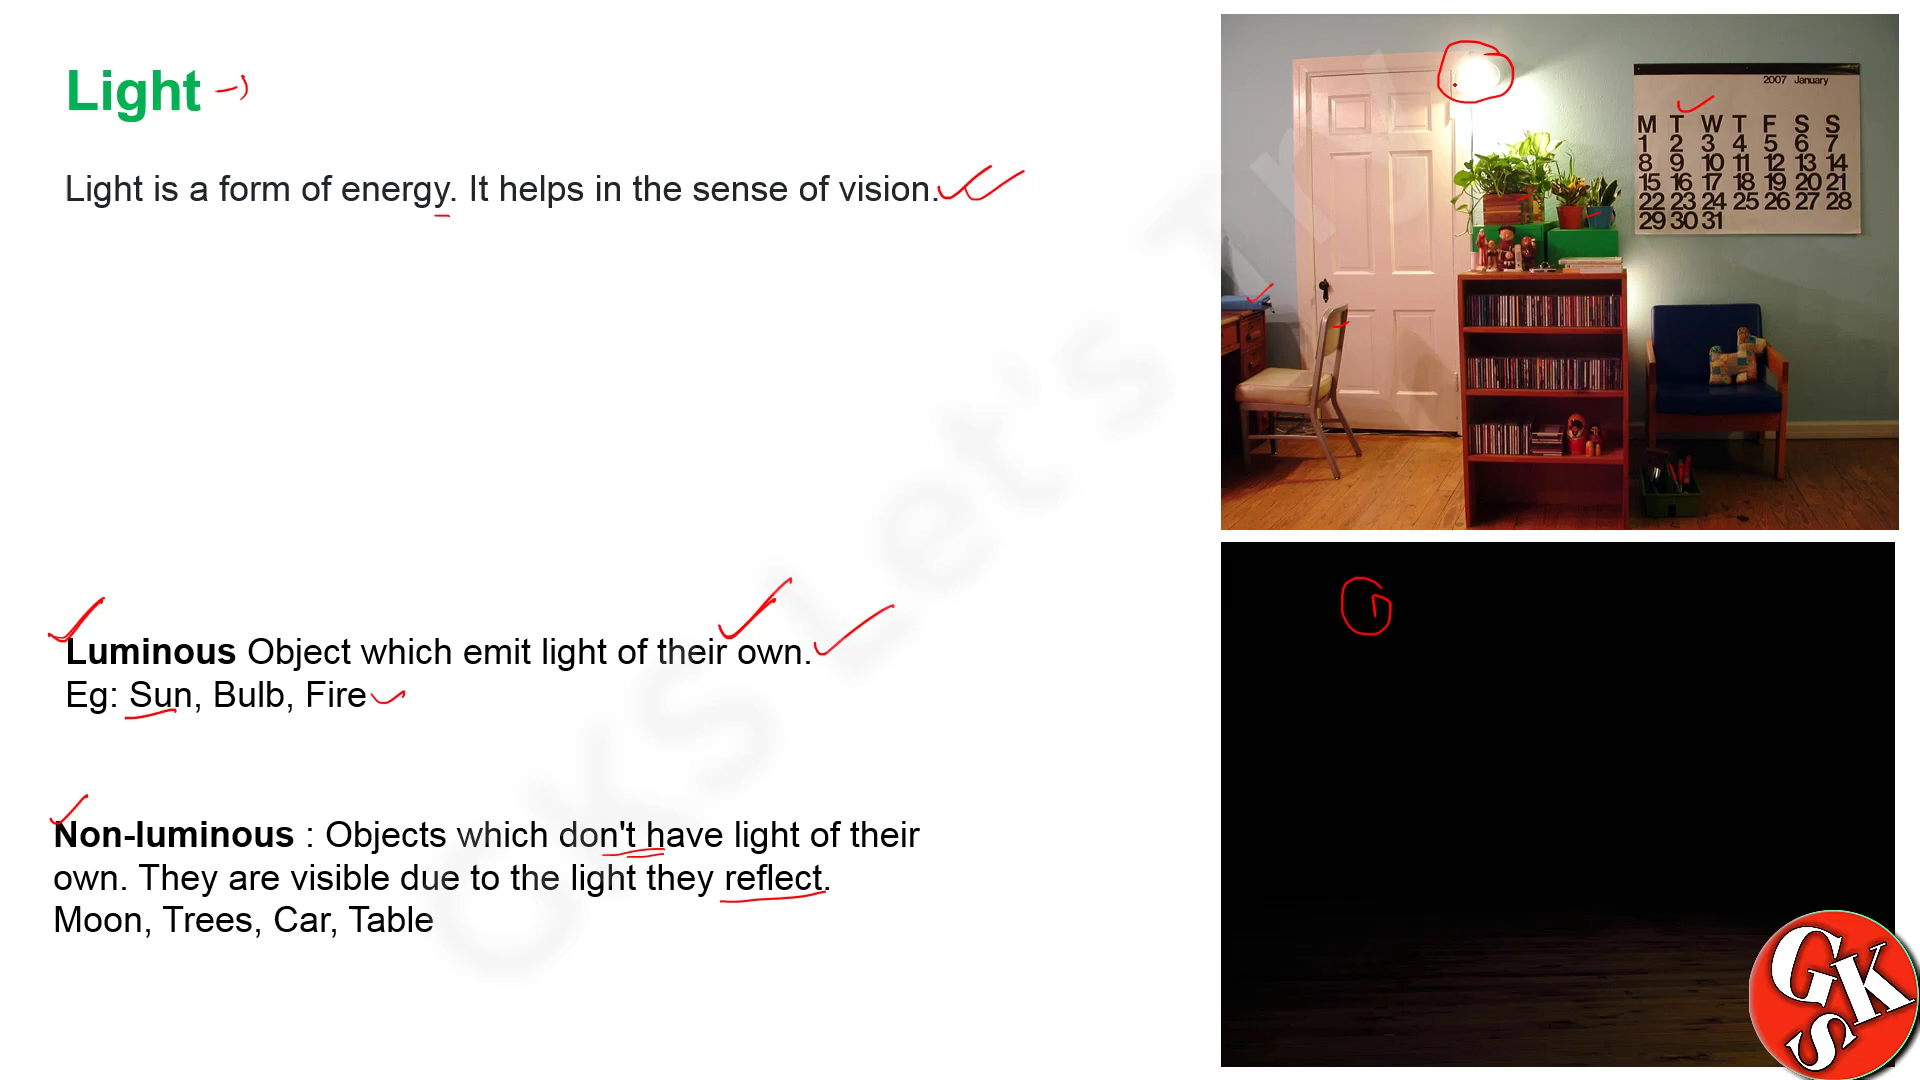 Light
Light is a form of energy. It helps in the sense of vision.
Luminous Object which emit light of their own.
Eg: Sun, Bulb, Fire
Non-luminous : Objects which don't have light of their
own. They are visible due to the light they reflect.
Moon, Trees, Car, Table
2007 January
M T W T F S S
1 2 3 4 5 6 7
8 9 10 11 12 13 14
15 16 17 18 19 20 21
22 23 24 25 26 27 28
29 30 31
GKS Let's Try
GKS